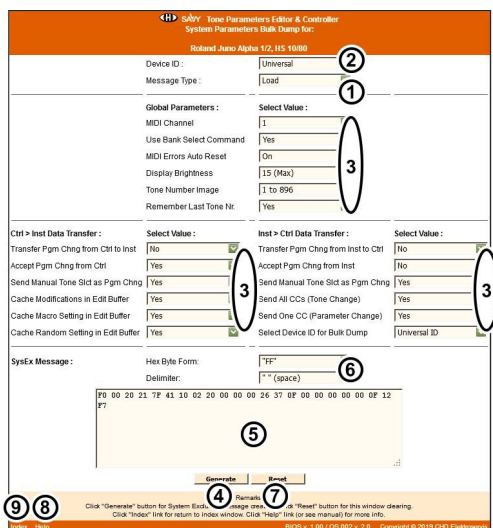 CHD SAVY Tone Parameters Editor & Controller
System Parameters Bulk Dump for:
Roland Juno Alpha 1/2, HS 10/80
Device ID : Universal 2
Message Type : Load 1
Global Parameters : Select Value :
MIDI Channel 1
Use Bank Select Command Yes
MIDI Errors Auto Reset On
Display Brightness 15 (Max) 3
Tone Number Image 1 to 896
Remember Last Tone Nr. Yes
Ctrl > Inst Data Transfer : Select Value : Inst > Ctrl Data Transfer : Select Value :
Transfer Pgm Chng from Ctrl to Inst No Transfer Pgm Chng from Inst to Ctrl No
Accept Pgm Chng from Ctrl Yes Accept Pgm Chng from Inst No
Send Manual Tone Slct as Pgm Chng Yes Send Manual Tone Slct as Pgm Chng Yes
Cache Modifications in Edit Buffer Yes 3 Send All CCs (Tone Change) Yes 3
Cache Macro Setting in Edit Buffer Yes Send One CC (Parameter Change) Yes
Cache Random Setting in Edit Buffer Yes Select Device ID for Bulk Dump Universal ID
SysEx Message : Hex Byte Form: "FF"
Delimiter: " " (space) 6
F0 00 20 21 7F 41 10 02 20 00 00 00 26 37 0F 00 00 00 00 00 0F 12
F7
5
Generate Reset
4 7
Remarks
Click "Generate" button for System Exclusive Message Click "Reset" button for this window clearing.
Click "Index" link for return to index window. Click "Help" link (or see manual) for more info.
9 8
Index Help BIOS v. 1.00 / OS 002 v. 2.0 Copyright © 2019 CHD Elektroservis